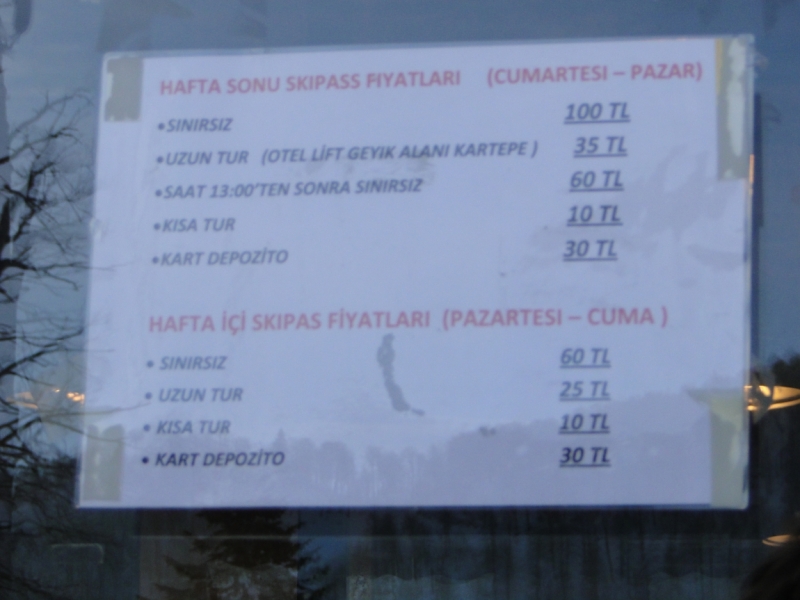 HAFTA SONU SKIPASS FIYATLARI (CUMARTESI – PAZAR)
•SINIRSIZ 100 TL
•UZUN TUR (OTEL LİFT GEYIK ALANI KARTEPE ) 35 TL
•SAAT 13:00'TEN SONRA SINIRSIZ 60 TL
•KISA TUR 10 TL
•KART DEPOZİTO 30 TL
HAFTA İÇİ SKIPAS FİYATLARI (PAZARTESI – CUMA )
• SINIRSIZ 60 TL
• UZUN TUR 25 TL
• KISA TUR 10 TL
• KART DEPOZİTO 30 TL